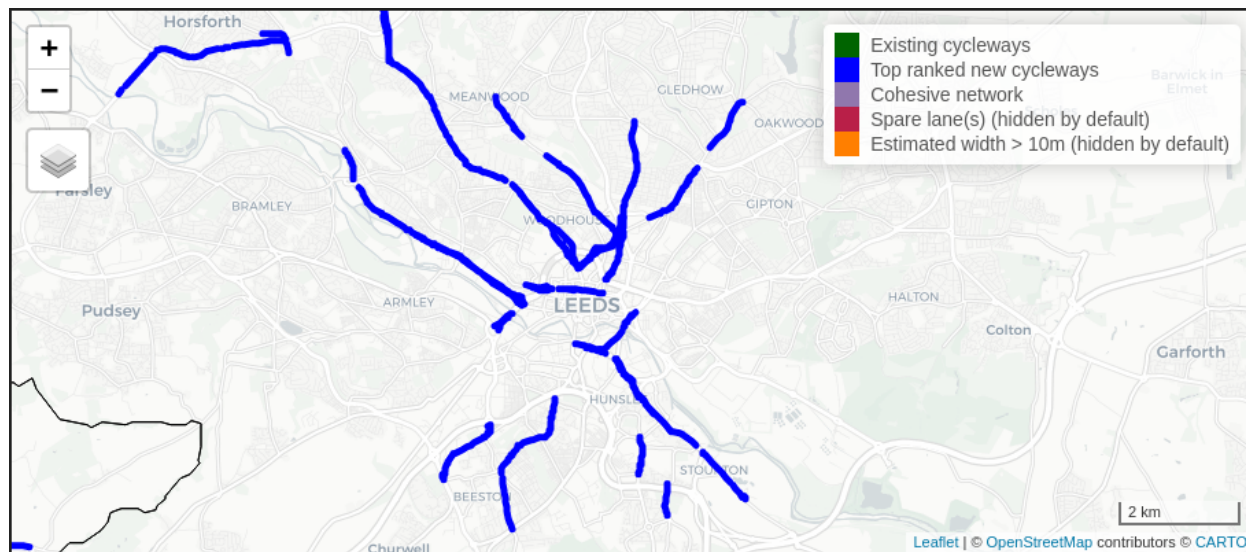 Horsforth
+
−
Existing cycleways
Top ranked new cycleways
Cohesive network
Spare lane(s) (hidden by default)
Estimated width > 10m (hidden by default)
MEANWOOD
GLEDHOW
OAKWOOD
Barwick in
Elmet
Scholes
Farsley
BRAMLEY
WOODHOUSE
GIPTON
Pudsey
ARMLEY
LEEDS
HALTON
Colton
Garforth
HUNSLET
BEESTON
STOURTON
Churwell
2 km
Leaflet | © OpenStreetMap contributors © CARTO